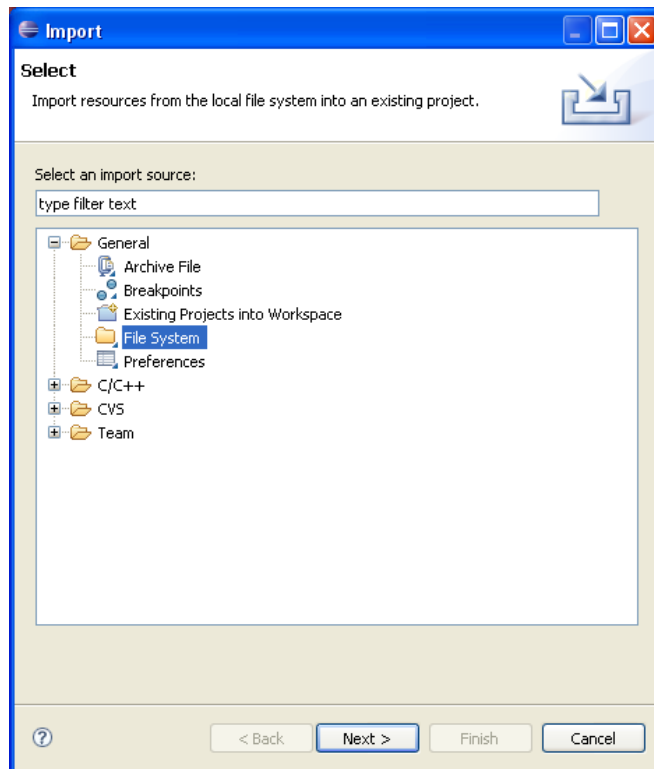 Import
Select
Import resources from the local file system into an existing project.
Select an import source:
type filter text
General
Archive File
Breakpoints
Existing Projects into Workspace
File System
Preferences
C/C++
CVS
Team
? < Back Next > Finish Cancel